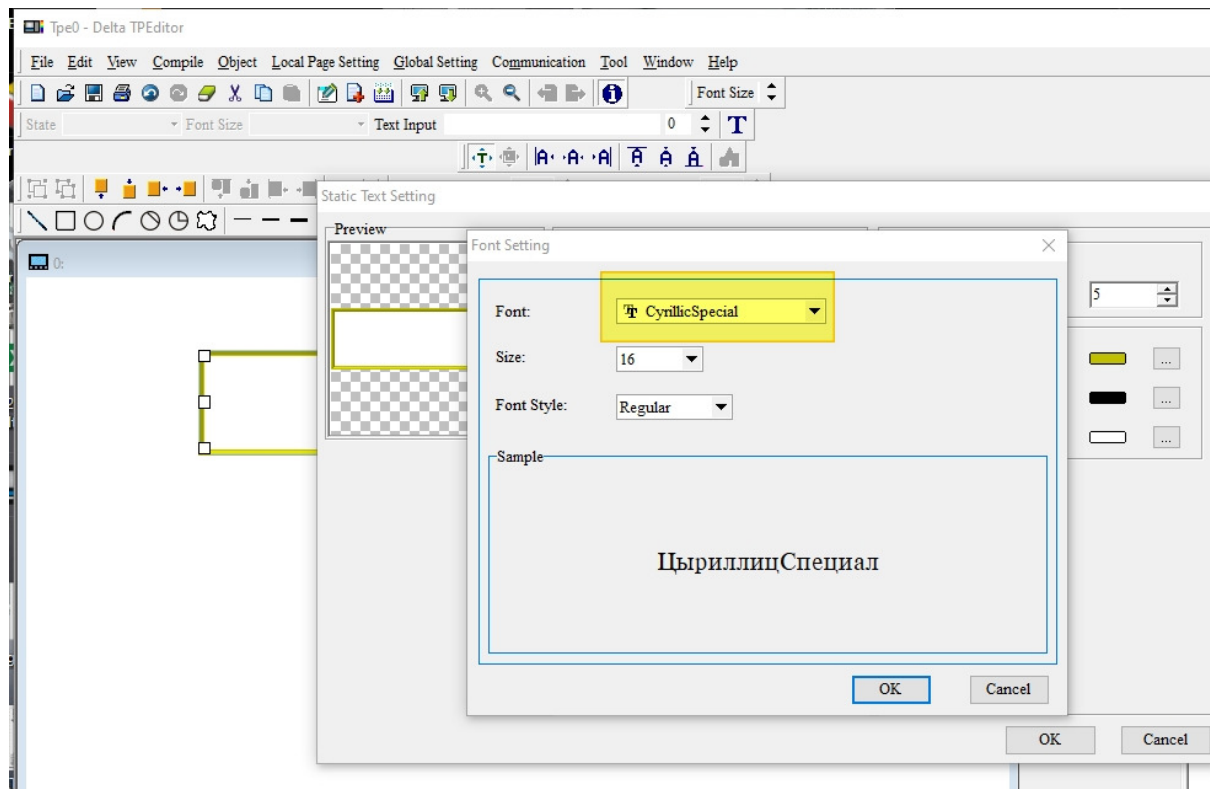 Tpe0 - Delta TPEditor
File Edit View Compile Object Local Page Setting Global Setting Communication Tool Window Help
Font Size
State Font Size Text Input 0 T
Static Text Setting
Preview
0:
Font Setting
Font: CyrillicSpecial
5
Size: 16
Font Style: Regular
Sample
ЦыриллицСпециал
OK Cancel
OK Cancel